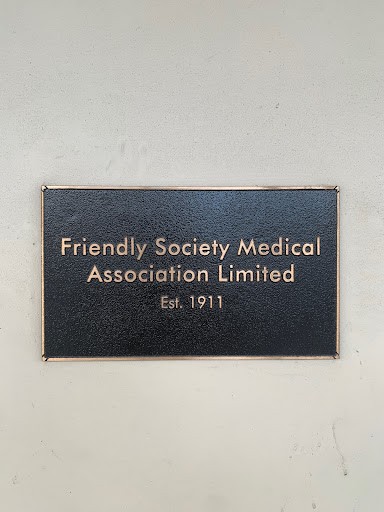 Friendly Society Medical
Association Limited
Est. 1911